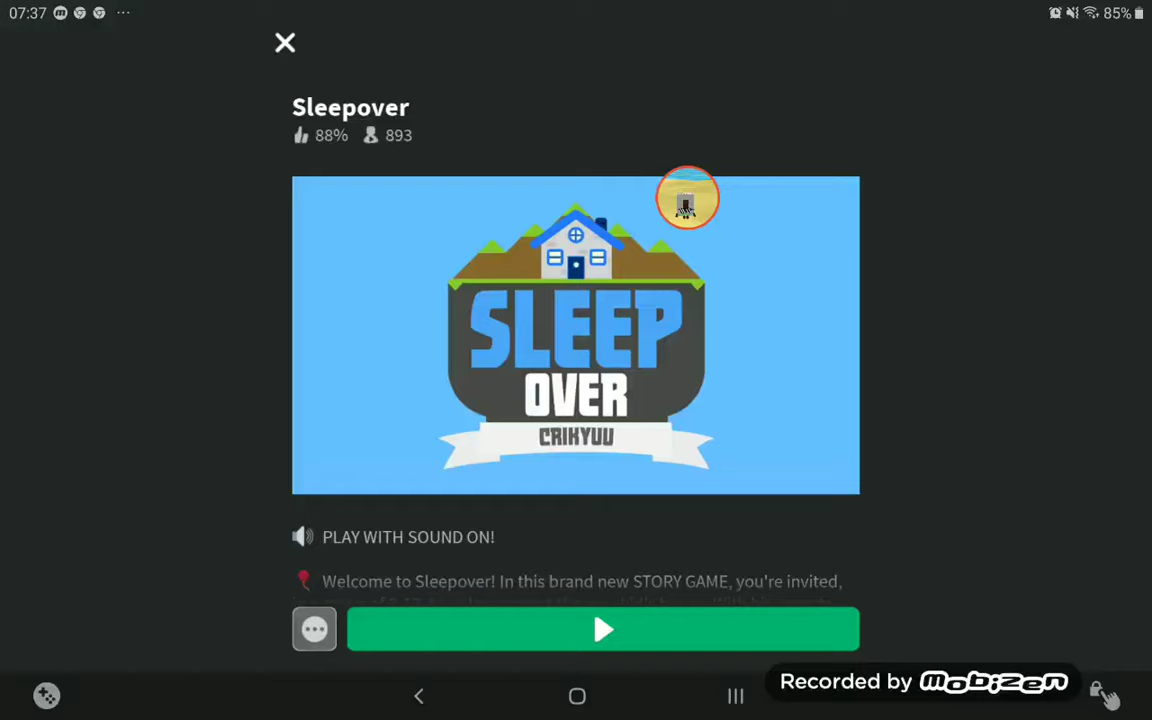 07:37
85%
Sleepover
88% 893
SLEEP
OVER
CRIKYUU
PLAY WITH SOUND ON!
Welcome to Sleepover! In this brand new STORY GAME, you're invited,
Recorded by mobizen